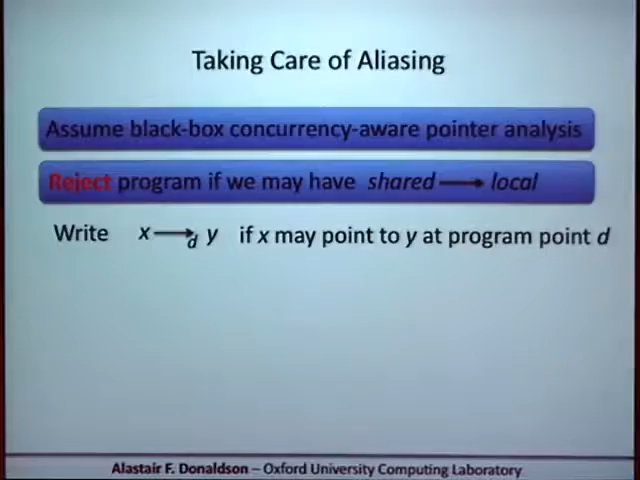 Taking Care of Aliasing
Assume black-box concurrency-aware pointer analysis
Reject program if we may have shared → local
Write x →d y if x may point to y at program point d
Alastair F. Donaldson – Oxford University Computing Laboratory